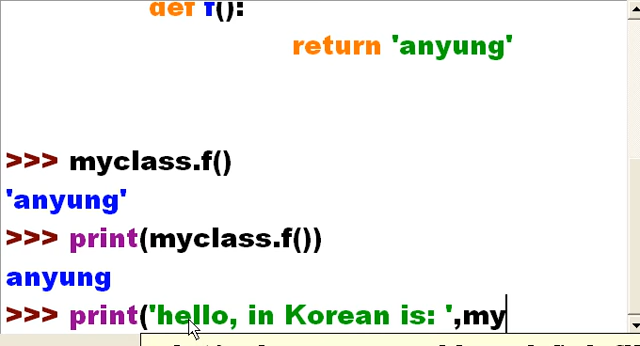 def f():
return 'anyung'
>>> myclass.f()
'anyung'
>>> print(myclass.f())
anyung
>>> print('hello, in Korean is: ',my